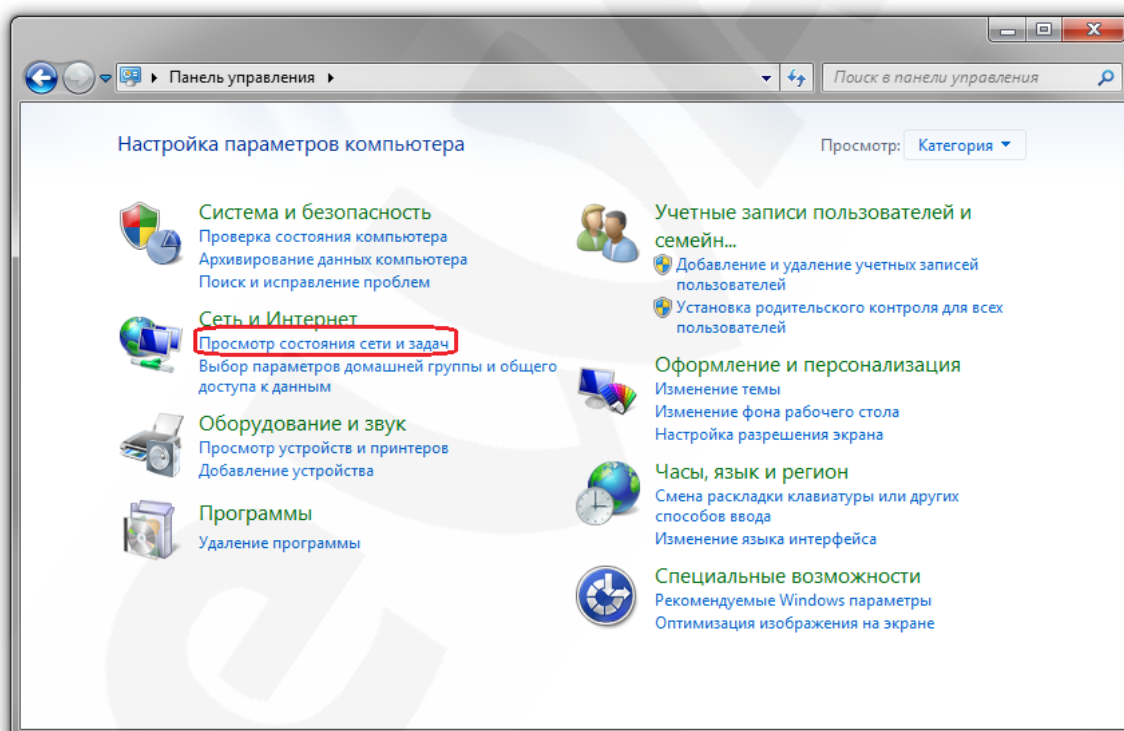 Панель управления
Поиск в панели управления
Настройка параметров компьютера
Просмотр: Категория
Система и безопасность
Проверка состояния компьютера
Архивирование данных компьютера
Поиск и исправление проблем
Сеть и Интернет
Просмотр состояния сети и задач
Выбор параметров домашней группы и общего
доступа к данным
Оборудование и звук
Просмотр устройств и принтеров
Добавление устройства
Программы
Удаление программы
Учетные записи пользователей и
семейн...
Добавление и удаление учетных записей
пользователей
Установка родительского контроля для всех
пользователей
Оформление и персонализация
Изменение темы
Изменение фона рабочего стола
Настройка разрешения экрана
Часы, язык и регион
Смена раскладки клавиатуры или других
способов ввода
Изменение языка интерфейса
Специальные возможности
Рекомендуемые Windows параметры
Оптимизация изображения на экране